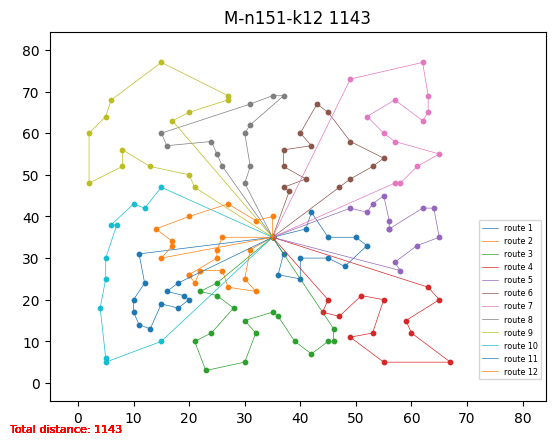 M-n151-k12 1143
80
70
60
50
40
30
20
10
0
route 1
route 2
route 3
route 4
route 5
route 6
route 7
route 8
route 9
route 10
route 11
route 12
0 10 20 30 40 50 60 70 80
Total distance: 1143